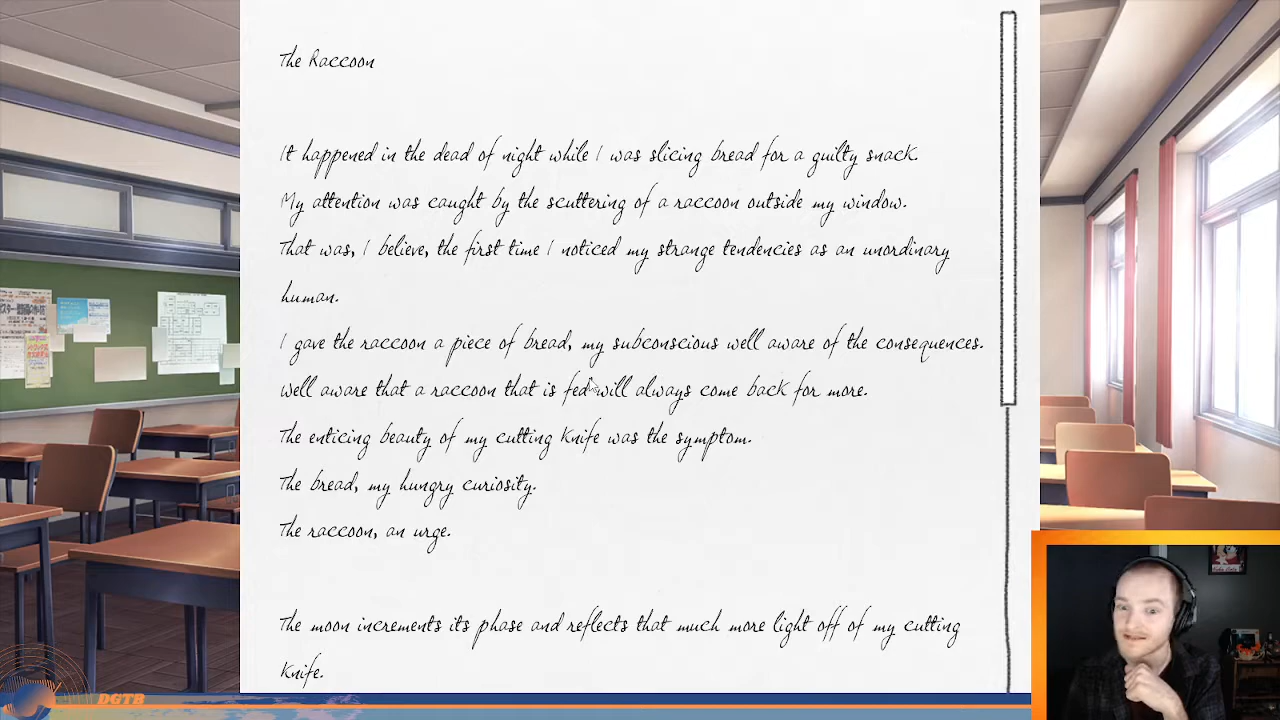 The Raccoon
It happened in the dead of night while I was slicing bread for a guilty snack.
My attention was caught by the scuttering of a raccoon outside my window.
That was, I believe, the first time I noticed my strange tendencies as an unordinary
human.
I gave the raccoon a piece of bread, my subconscious well aware of the consequences.
Well aware that a raccoon that is fed will always come back for more.
The enticing beauty of my cutting knife was the symptom.
The bread, my hungry curiosity.
The raccoon, an urge.
The moon increments its phase and reflects that much more light off of my cutting
knife.
DGTB